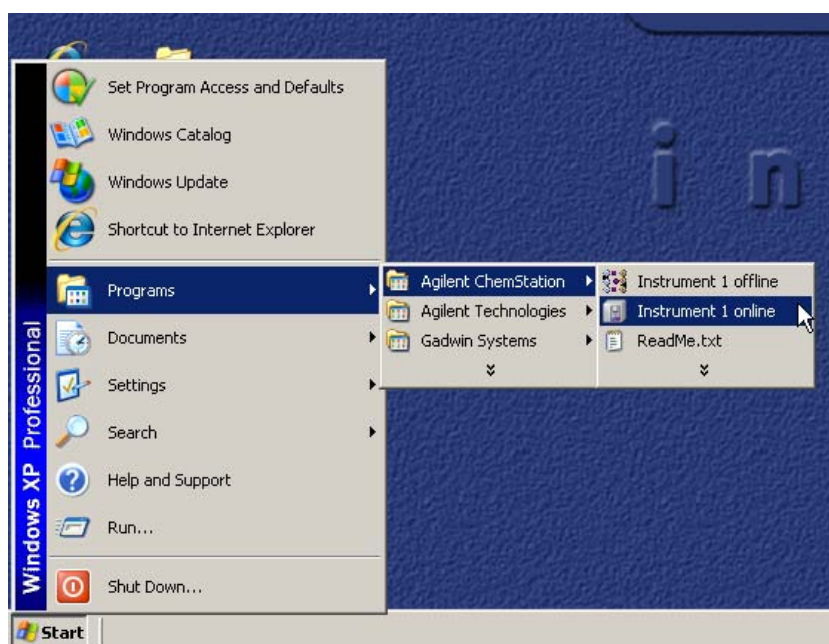 i n
Set Program Access and Defaults
Windows Catalog
Windows Update
Shortcut to Internet Explorer
Programs
Documents
Settings
Search
Help and Support
Run...
Shut Down...
Agilent ChemStation
Agilent Technologies
Gadwin Systems
Instrument 1 offline
Instrument 1 online
ReadMe.txt
Windows XP Professional
Start